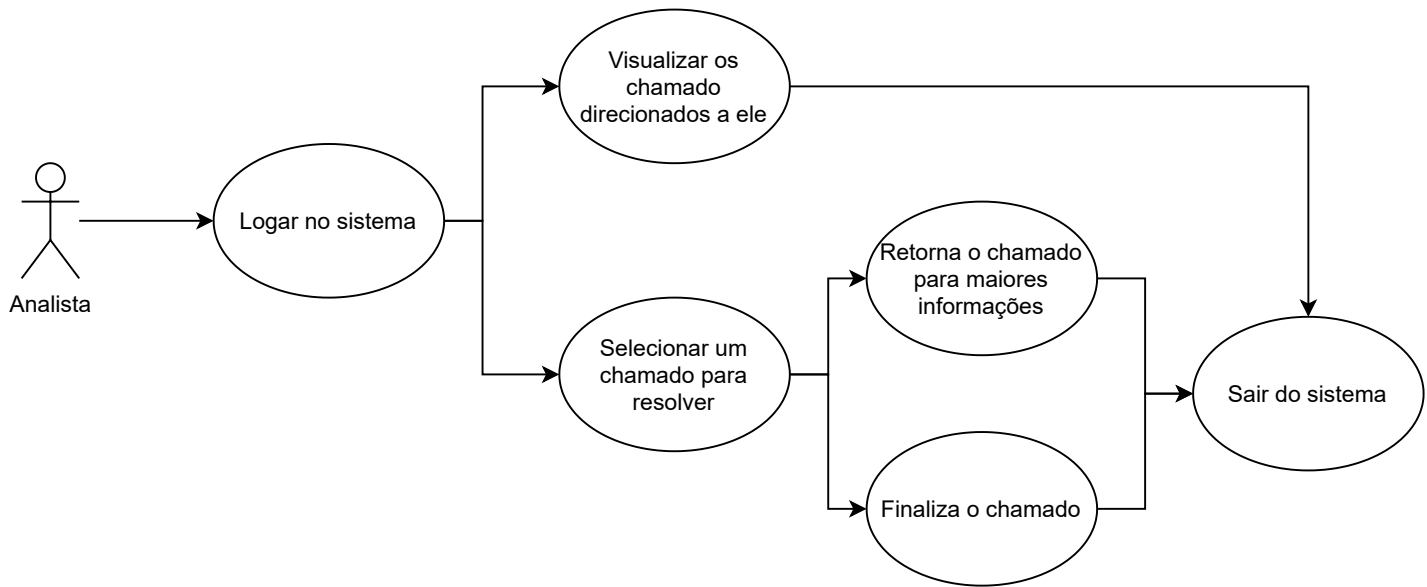 Visualizar os
chamado
direcionados a ele
Logar no sistema
Analista
Retorna o chamado
para maiores
informações
Selecionar um
chamado para
resolver
Sair do sistema
Finaliza o chamado